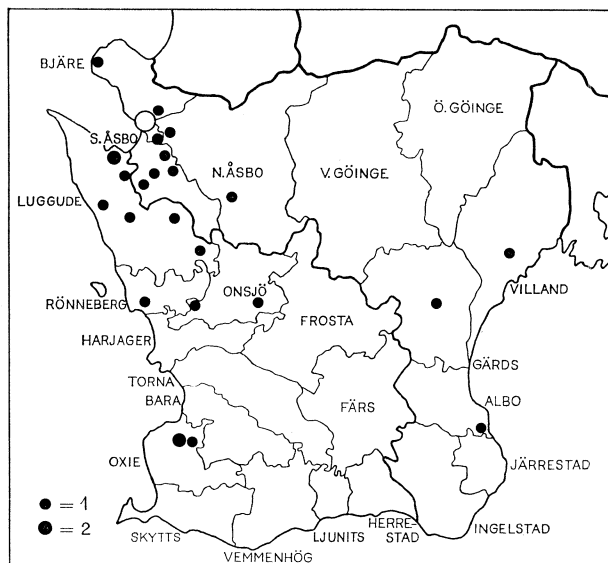 BJÄRE
Ö. GÖINGE
S. ÅSBO
N. ÅSBO
V. GÖINGE
LUGGUDE
VILLAND
RÖNNEBERG
ONSJÖ
FROSTA
HARJAGER
GÄRDS
TORNA
BARA
FÄRS
ALBO
OXIE
JÄRRESTAD
= 1
= 2
SKYTTS
VEMMENHÖG
LJUNITS
HERRE-
STAD
INGELSTAD